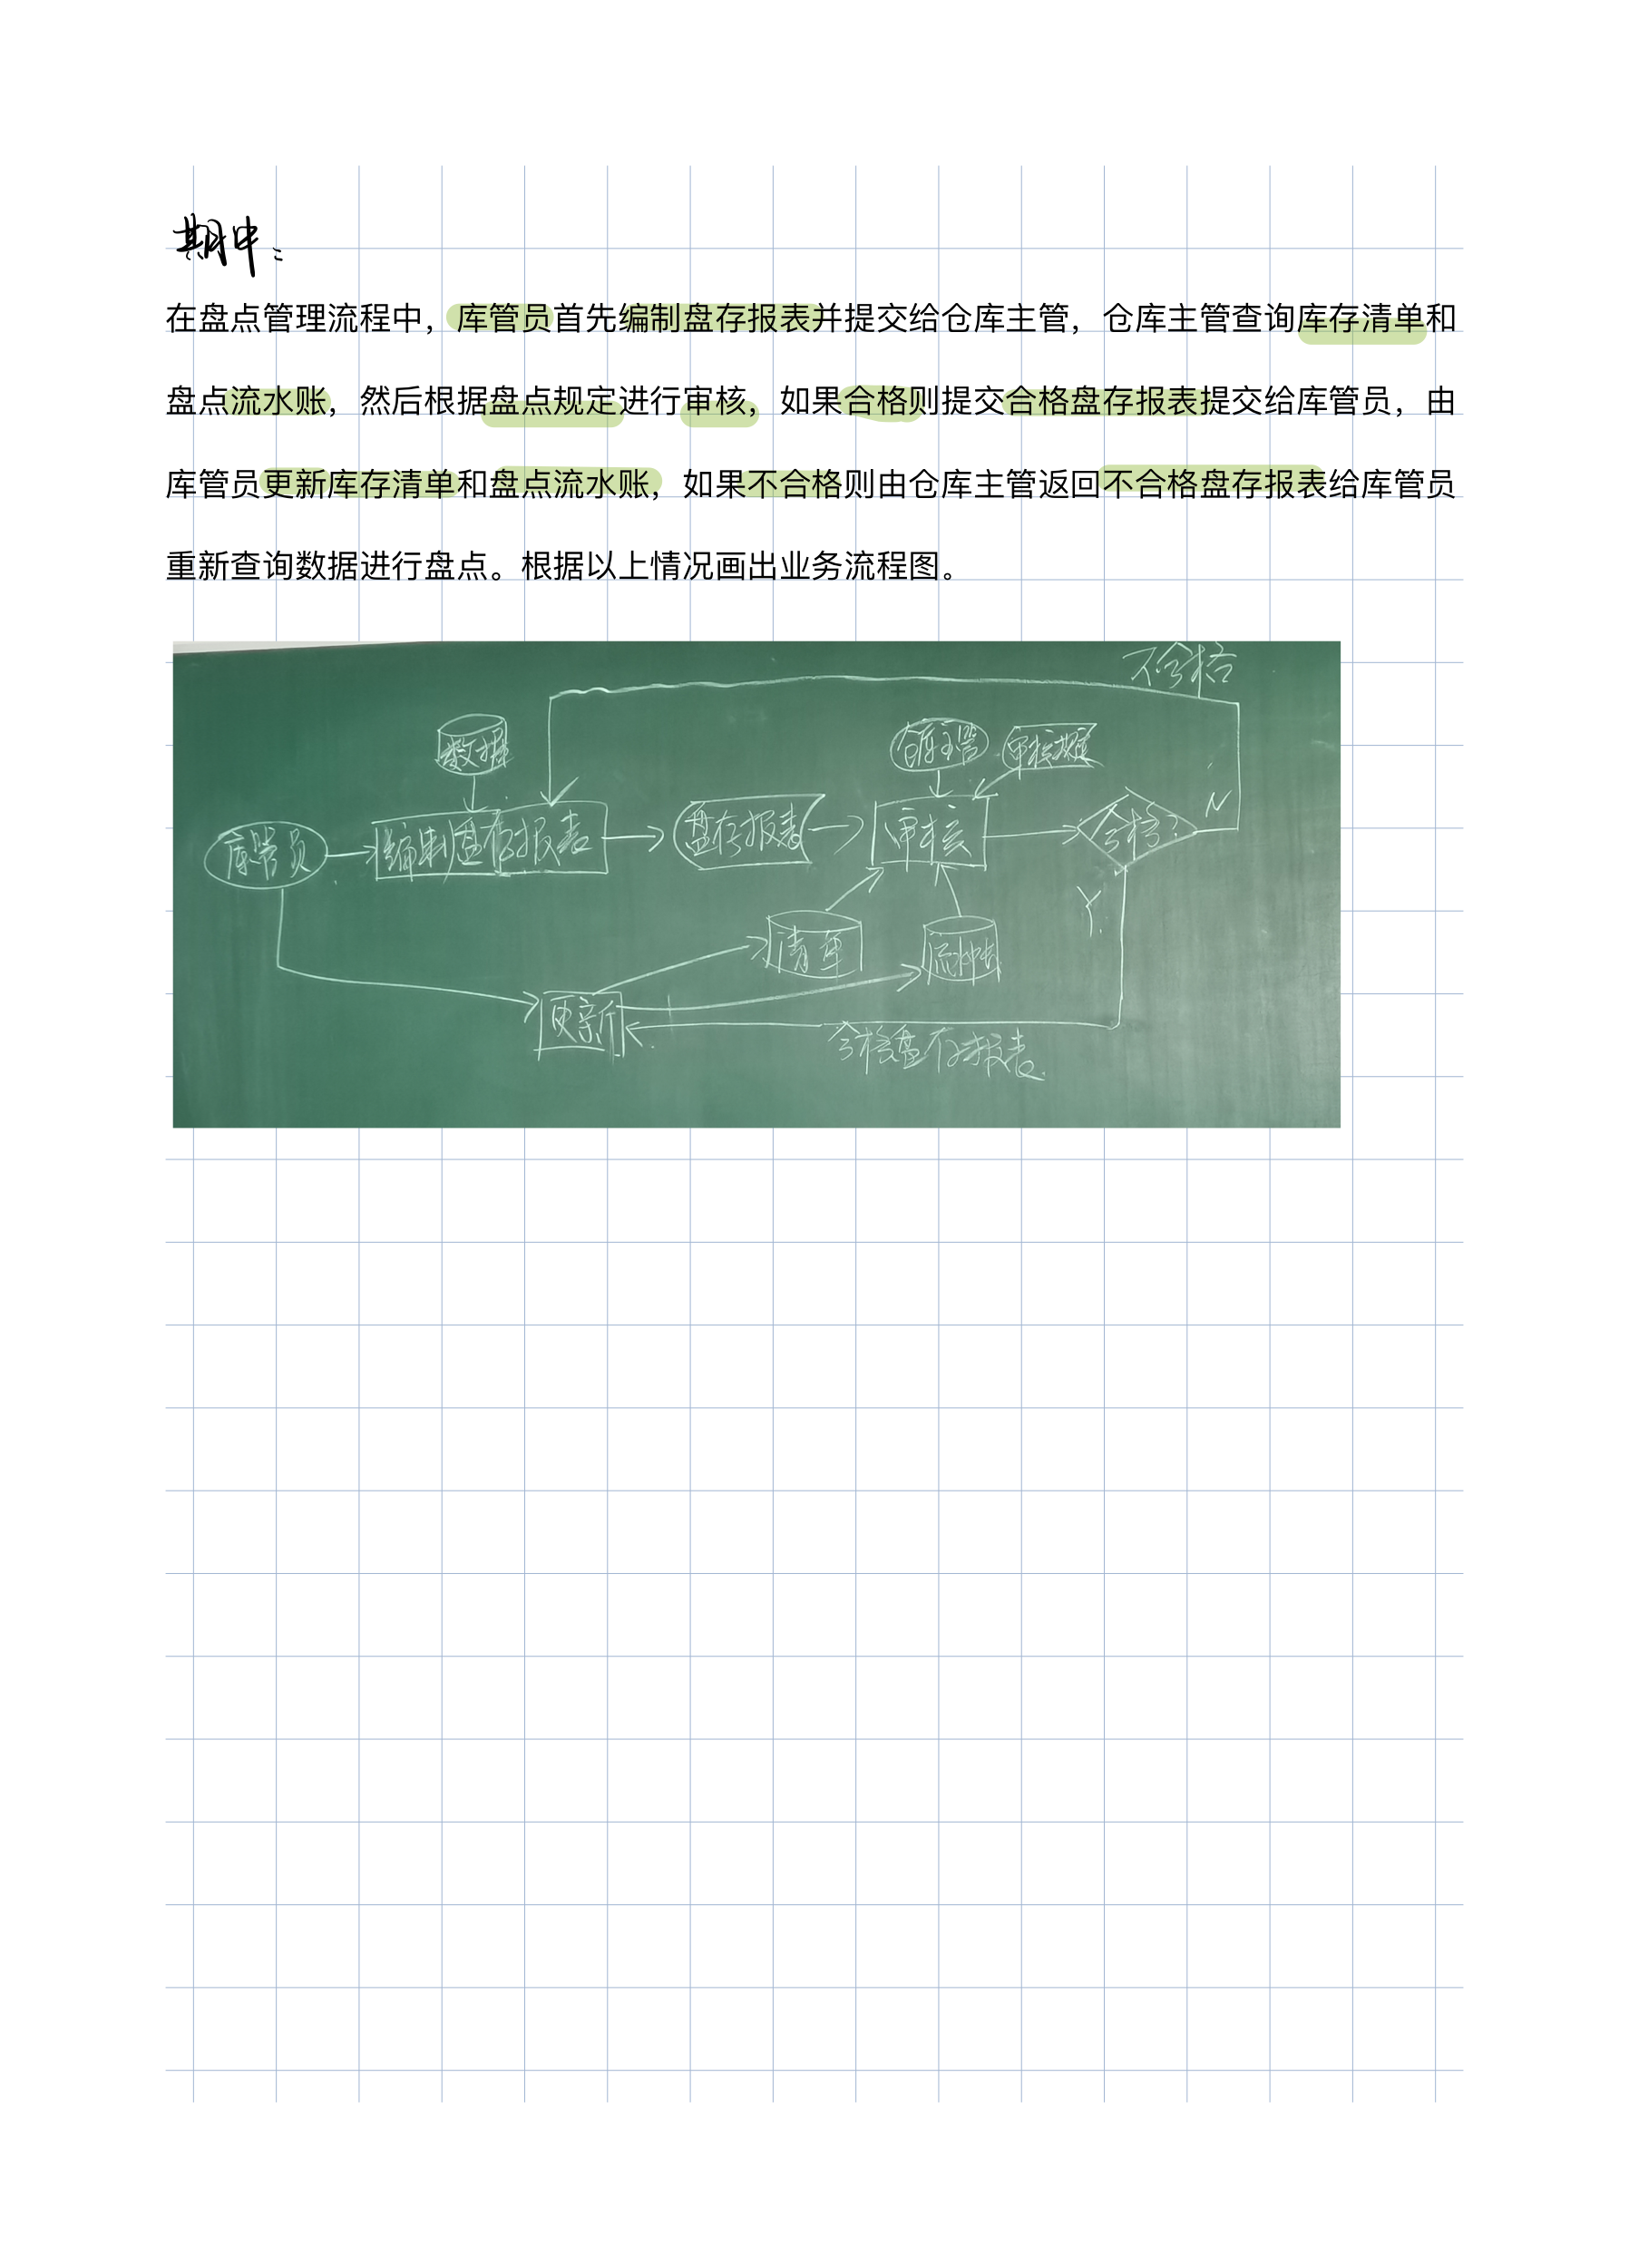 期中:
在盘点管理流程中，库管员首先编制盘存报表并提交给仓库主管，仓库主管查询库存清单和
盘点流水账，然后根据盘点规定进行审核，如果合格则提交合格盘存报表提交给库管员，由
库管员更新库存清单和盘点流水账，如果不合格则由仓库主管返回不合格盘存报表给库管员
重新查询数据进行盘点。根据以上情况画出业务流程图。
不合格
数据
仓库主管
库管员
编制盘存报表
盘存报表
审核
合格?
N
Y.
清单
流水账
更新
合格盘存报表.